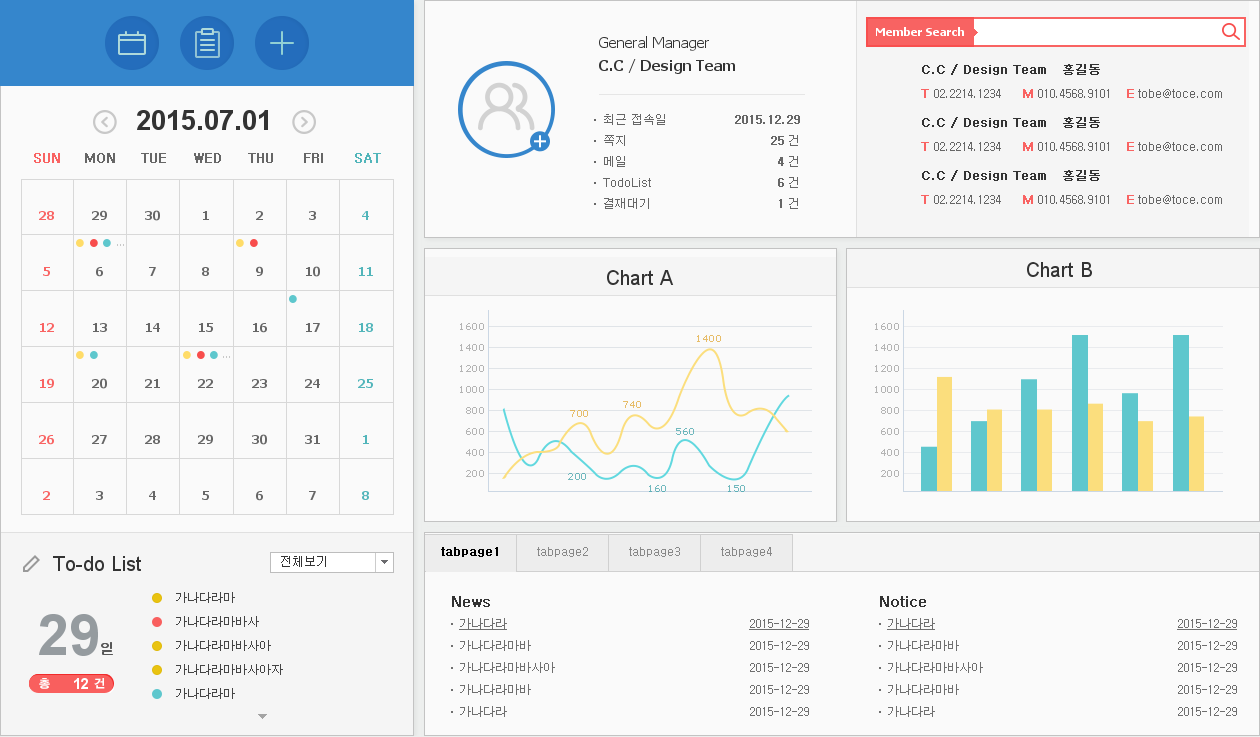 2015.07.01
SUN MON TUE WED THU FRI SAT
28 29 30 1 2 3 4
5 6 7 8 9 10 11
12 13 14 15 16 17 18
19 20 21 22 23 24 25
26 27 28 29 30 31 1
2 3 4 5 6 7 8
To-do List
전체보기
29일
총 12 건
가나다라마
가나다라마바사
가나다라마바사아
가나다라마바사아자
가나다라마
General Manager
C.C / Design Team
· 최근 접속일 2015.12.29
· 쪽지 25 건
· 메일 4 건
· TodoList 6 건
· 결재대기 1 건
Member Search
C.C / Design Team 홍길동
T 02.2214.1234 M 010.4568.9101 E tobe@toce.com
C.C / Design Team 홍길동
T 02.2214.1234 M 010.4568.9101 E tobe@toce.com
C.C / Design Team 홍길동
T 02.2214.1234 M 010.4568.9101 E tobe@toce.com
Chart A
1600
1400
1200
1000
800
600
400
200
1400
740
700
560
200
160
150
Chart B
1600
1400
1200
1000
800
600
400
200
tabpage1 tabpage2 tabpage3 tabpage4
News
· 가나다라 2015-12-29
· 가나다라마바 2015-12-29
· 가나다라마바사아 2015-12-29
· 가나다라마바 2015-12-29
· 가나다라 2015-12-29
Notice
· 가나다라 2015-12-29
· 가나다라마바 2015-12-29
· 가나다라마바사아 2015-12-29
· 가나다라마바 2015-12-29
· 가나다라 2015-12-29